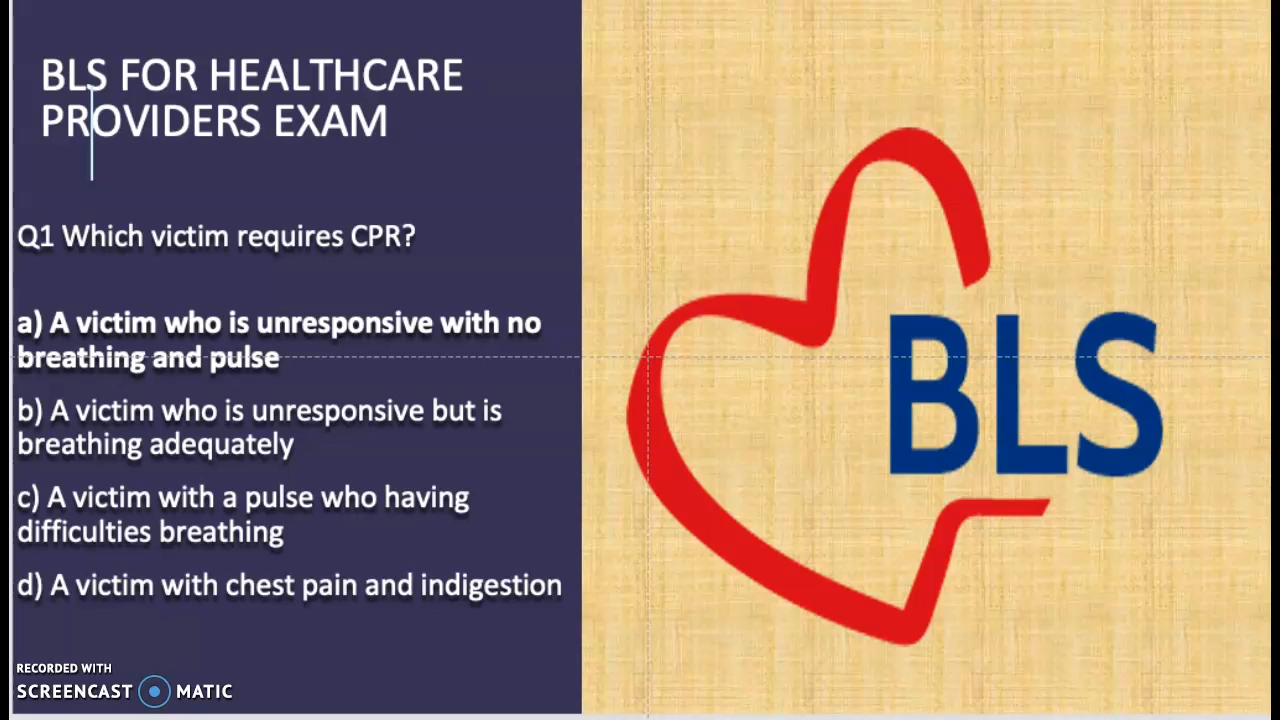 BLS FOR HEALTHCARE
PROVIDERS EXAM
Q1 Which victim requires CPR?
a) A victim who is unresponsive with no
breathing and pulse
b) A victim who is unresponsive but is
breathing adequately
c) A victim with a pulse who having
difficulties breathing
d) A victim with chest pain and indigestion
BLS
RECORDED WITH
SCREENCAST MATIC